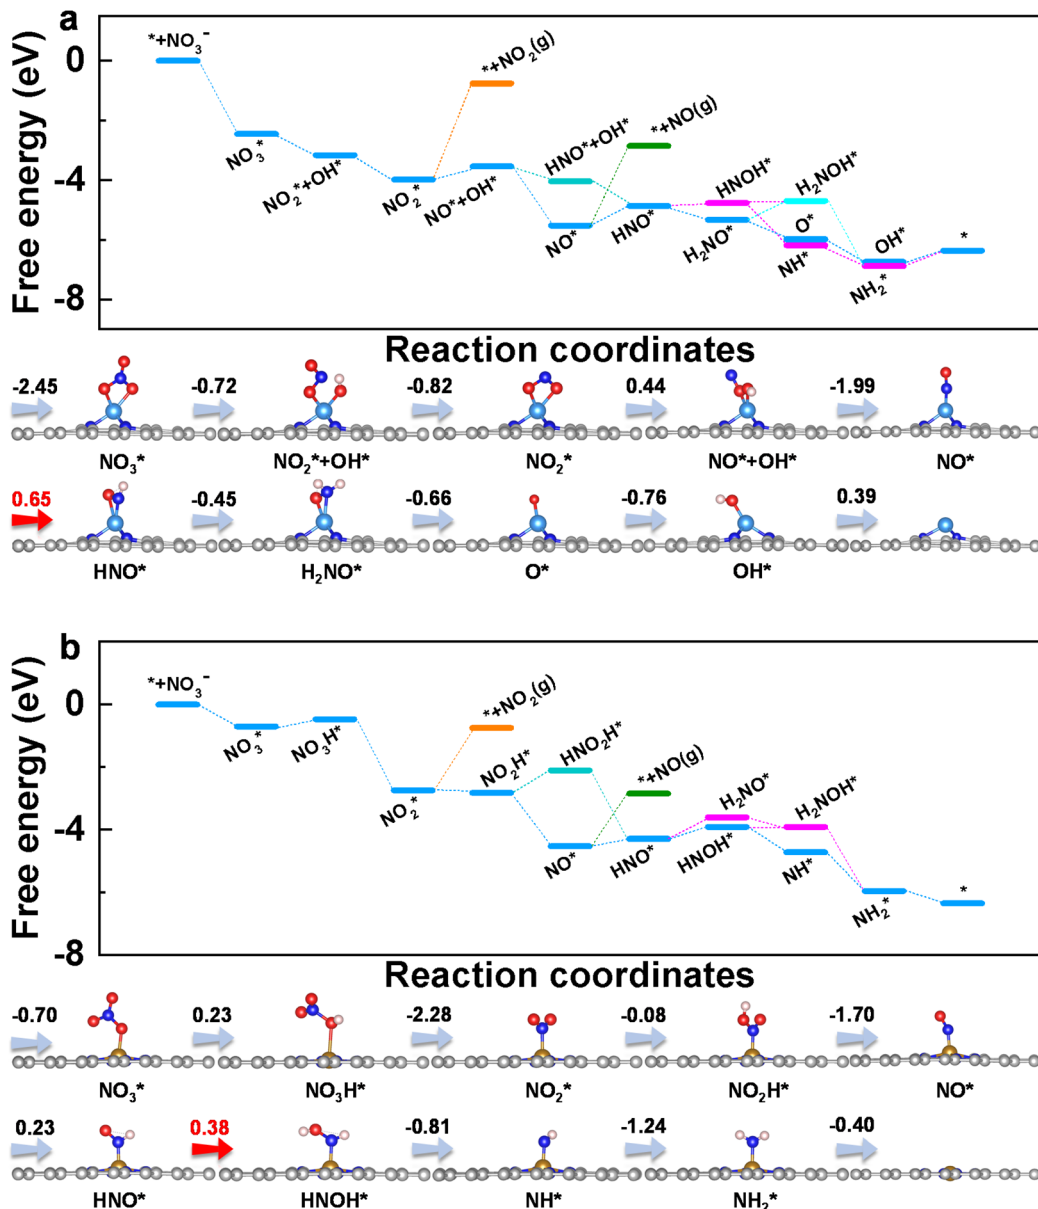 a
Free energy (eV)
0
-4
-8
*+NO₃⁻
NO₃*
NO₂*+OH*
NO₂*
*+NO₂(g)
NO*+OH*
HNO*+OH*
NO*
*+NO(g)
HNO*
HNOH*
H₂NO*
H₂NOH*
O*
NH*
OH*
NH₂*
*
Reaction coordinates
-2.45 -0.72 -0.82 0.44 -1.99
NO₃* NO₂*+OH* NO₂* NO*+OH* NO*
0.65 -0.45 -0.66 -0.76 0.39
HNO* H₂NO* O* OH*
b
Free energy (eV)
0
-4
-8
*+NO₃⁻
NO₃*
NO₃H*
NO₂*
*+NO₂(g)
NO₂H*
HNO₂H*
NO*
*+NO(g)
HNO*
H₂NO*
HNOH*
H₂NOH*
NH*
NH₂*
*
Reaction coordinates
-0.70 0.23 -2.28 -0.08 -1.70
NO₃* NO₃H* NO₂* NO₂H* NO*
0.23 0.38 -0.81 -1.24 -0.40
HNO* HNOH* NH* NH₂*